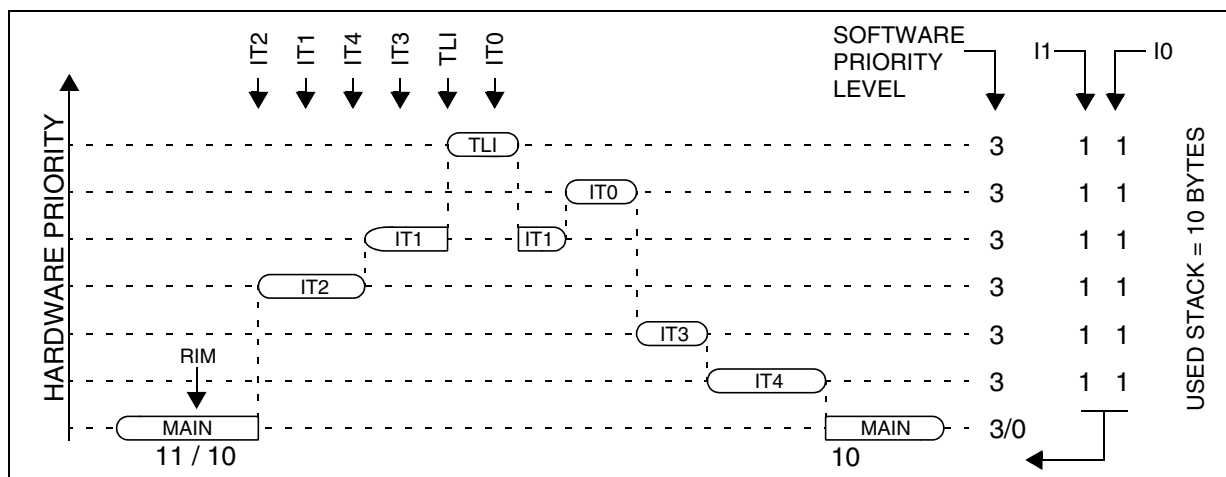 IT2 IT1 IT4 IT3 TLI IT0
SOFTWARE
PRIORITY
LEVEL
I1
I0
HARDWARE PRIORITY
TLI 3 1 1
IT0 3 1 1
IT1 IT1 3 1 1
IT2 3 1 1
IT3 3 1 1
RIM
IT4 3 1 1
MAIN MAIN 3/0
11 / 10
10
USED STACK = 10 BYTES